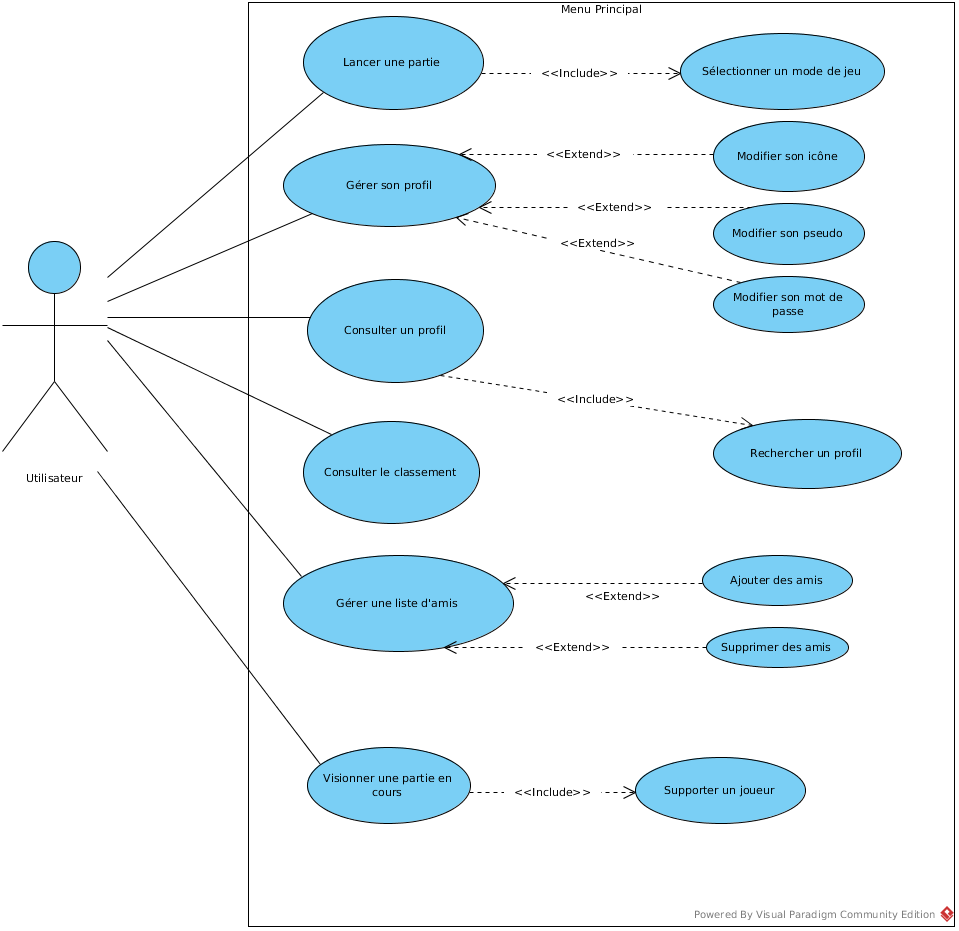 Menu Principal
Lancer une partie
<<Include>>
Sélectionner un mode de jeu
Gérer son profil
<<Extend>>
Modifier son icône
<<Extend>>
Modifier son pseudo
<<Extend>>
Modifier son mot de
passe
Consulter un profil
<<Include>>
Rechercher un profil
Consulter le classement
Utilisateur
Gérer une liste d'amis
<<Extend>>
Ajouter des amis
<<Extend>>
Supprimer des amis
Visionner une partie en
cours
<<Include>>
Supporter un joueur
Powered By Visual Paradigm Community Edition